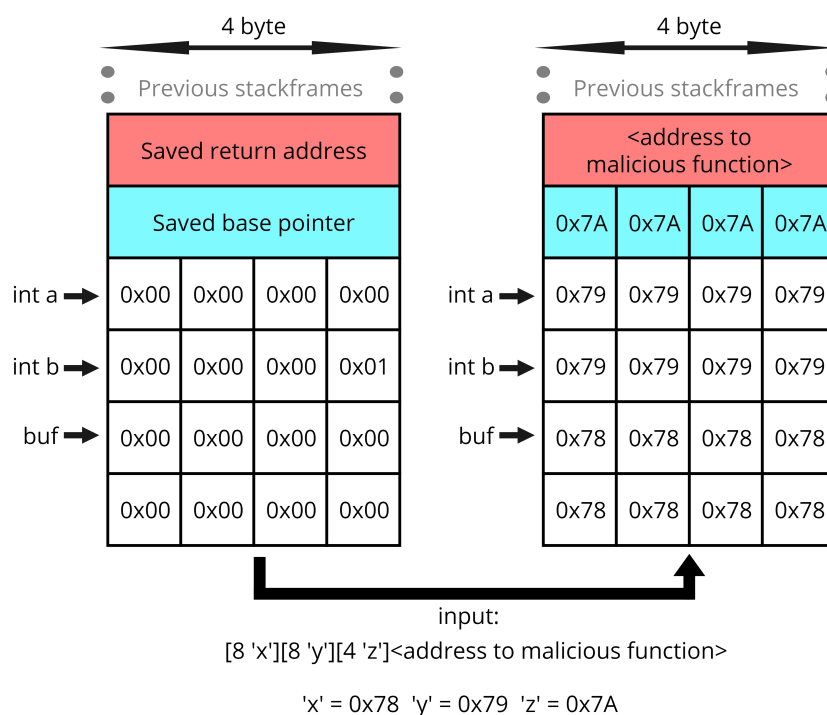 4 byte 4 byte
Previous stackframes Previous stackframes
Saved return address <address to
malicious function>
Saved base pointer 0x7A 0x7A 0x7A 0x7A
int a 0x00 0x00 0x00 0x00 int a 0x79 0x79 0x79 0x79
int b 0x00 0x00 0x00 0x01 int b 0x79 0x79 0x79 0x79
buf 0x00 0x00 0x00 0x00 buf 0x78 0x78 0x78 0x78
0x00 0x00 0x00 0x00 0x78 0x78 0x78 0x78
input:
[8 'x'][8 'y'][4 'z']<address to malicious function>
'x' = 0x78 'y' = 0x79 'z' = 0x7A